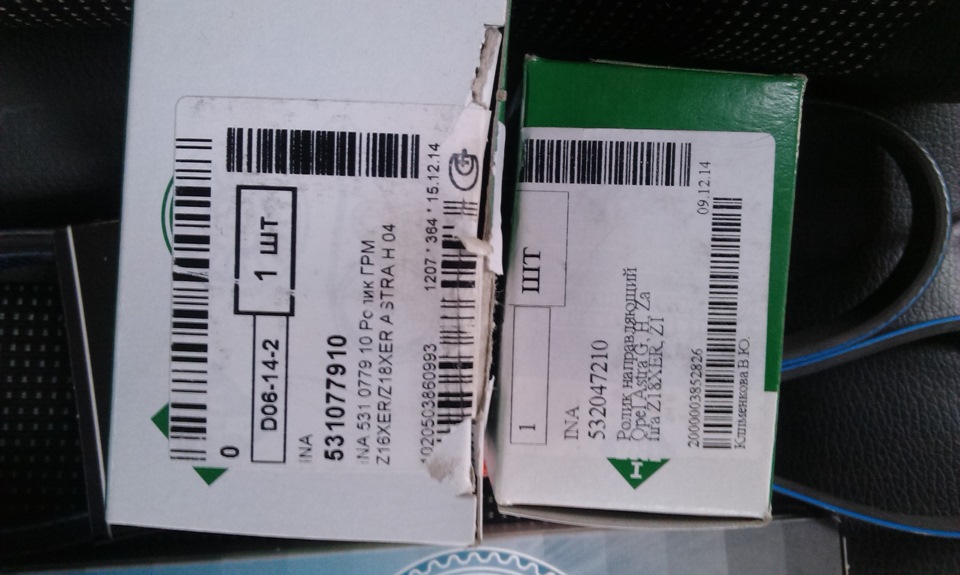 0
D06-14-2
1 шт
INA
531077910
INA 531 0779 10 Ролик ГРМ
Z16XER/Z18XER ASTRA H 04
1207 * 364 * 15.12.14
1020503860993
1
ШТ
INA
532047210
Ролик направляющий
Opel Astra G, H, Za
fira Z18XER, Z1
09.12.14
2000003852826
Клименкова В.Ю.